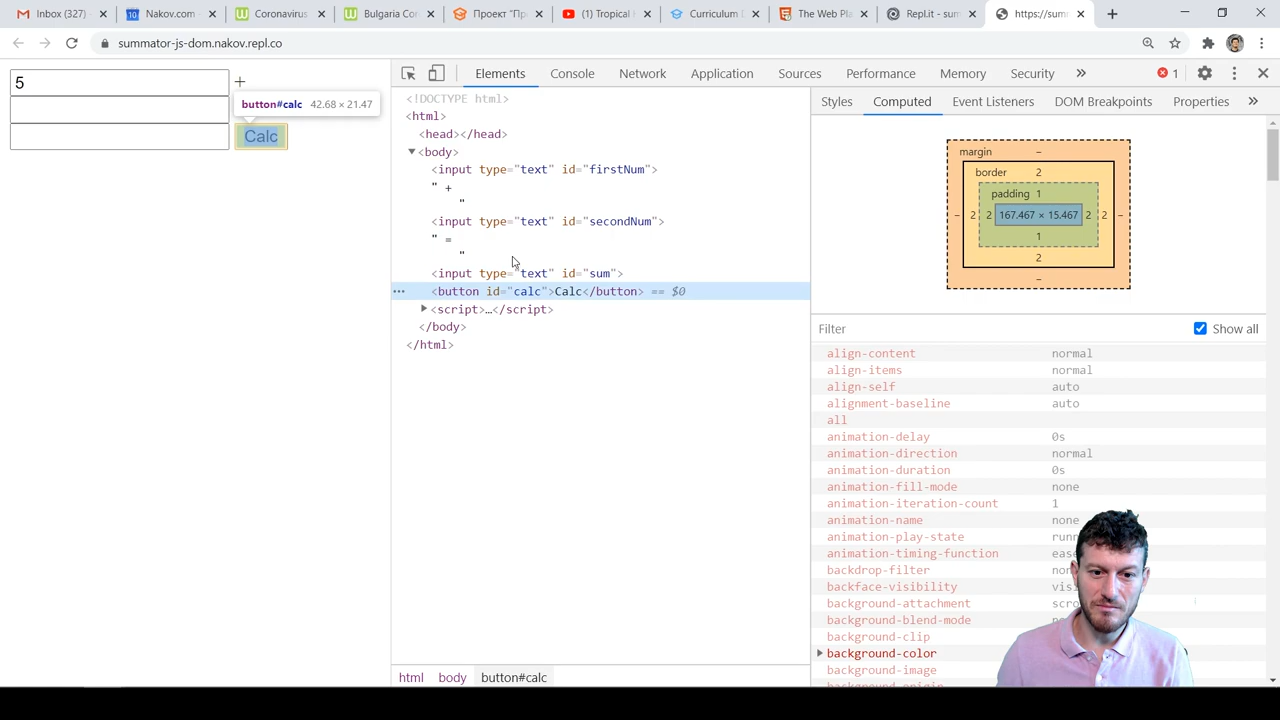 Inbox (317) -
Nakov.com -
Coronavirus
Bulgaria Co
Проект "Пр
(1) Tropical H
Curriculum D
The Web Pla
Repl.it - sum
https://sum
summator-js-dom.nakov.repl.co
5
+
button#calc 42.68 × 21.47
Calc
Elements Console Network Application Sources Performance Memory Security » 1
<!DOCTYPE html>
<html>
<head></head>
<body>
<input type="text" id="firstNum">
" +
"
<input type="text" id="secondNum">
" =
"
<input type="text" id="sum">
<button id="calc">Calc</button> == $0
<script>…</script>
</body>
</html>
html body button#calc
Styles Computed Event Listeners DOM Breakpoints Properties »
margin –
border 2
padding 1
– 2 2 167.467 × 15.467 2 2 –
1
2
–
Filter Show all
align-content normal
align-items normal
align-self auto
alignment-baseline auto
all
animation-delay 0s
animation-direction normal
animation-duration 0s
animation-fill-mode none
animation-iteration-count 1
animation-name none
animation-play-state runn
animation-timing-function ease
backdrop-filter non
backface-visibility visi
background-attachment scro
background-blend-mode
background-clip
background-color
background-image